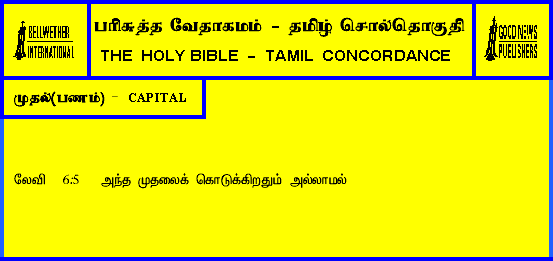 BELLWETHER
INTERNATIONAL
பரிசுத்த வேதாகமம் - தமிழ் சொல்தொகுதி
THE HOLY BIBLE - TAMIL CONCORDANCE
GOOD NEWS
PUBLISHERS
முதல்(பணம்) - CAPITAL
லேவி 6:5 அந்த முதலைக் கொடுக்கிறதும் அல்லாமல்